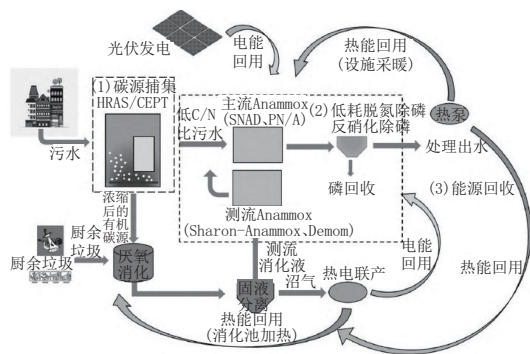 光伏发电
电能
回用
热能回用
(设施采暖)
(1)碳源捕集
HRAS/CEPT
低C/N
比污水
主流Anammox
(SNAD、PN/A)
(2)低耗脱氮除磷
反硝化除磷
热泵
污水
处理出水
磷回收
(3)能源回收
浓缩
后的
有机
碳源
测流Anammox
(Sharon-Anammox、Demom)
厨余
垃圾
厨余垃圾
厌氧
消化
测流
消化液
沼气
固液
分离
热电联产
电能
回用
热能回用
热能回用
(消化池加热)